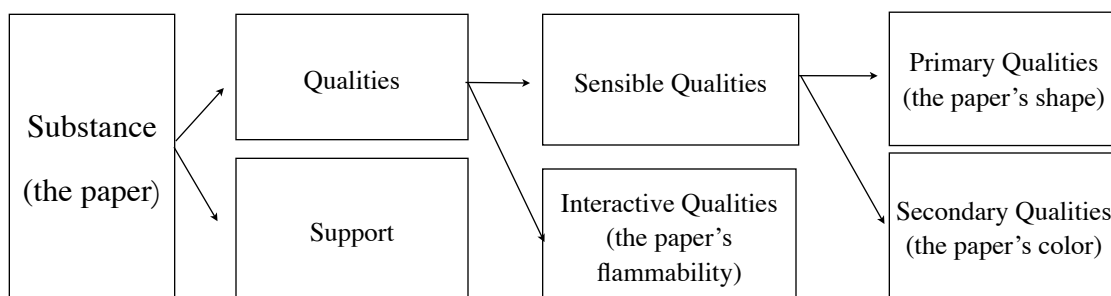 Substance
(the paper)
Qualities
Support
Sensible Qualities
Interactive Qualities
(the paper’s
flammability)
Primary Qualities
(the paper’s shape)
Secondary Qualities
(the paper’s color)